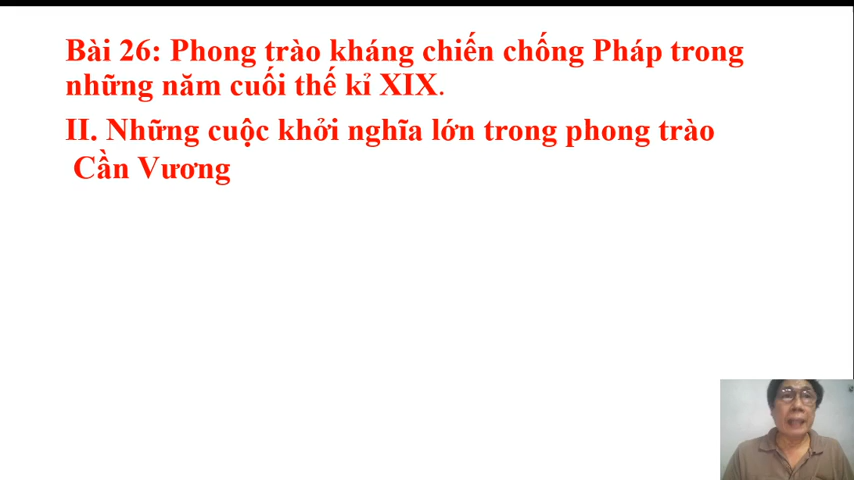 Bài 26: Phong trào kháng chiến chống Pháp trong
những năm cuối thế kỉ XIX.
II. Những cuộc khởi nghĩa lớn trong phong trào
Cần Vương